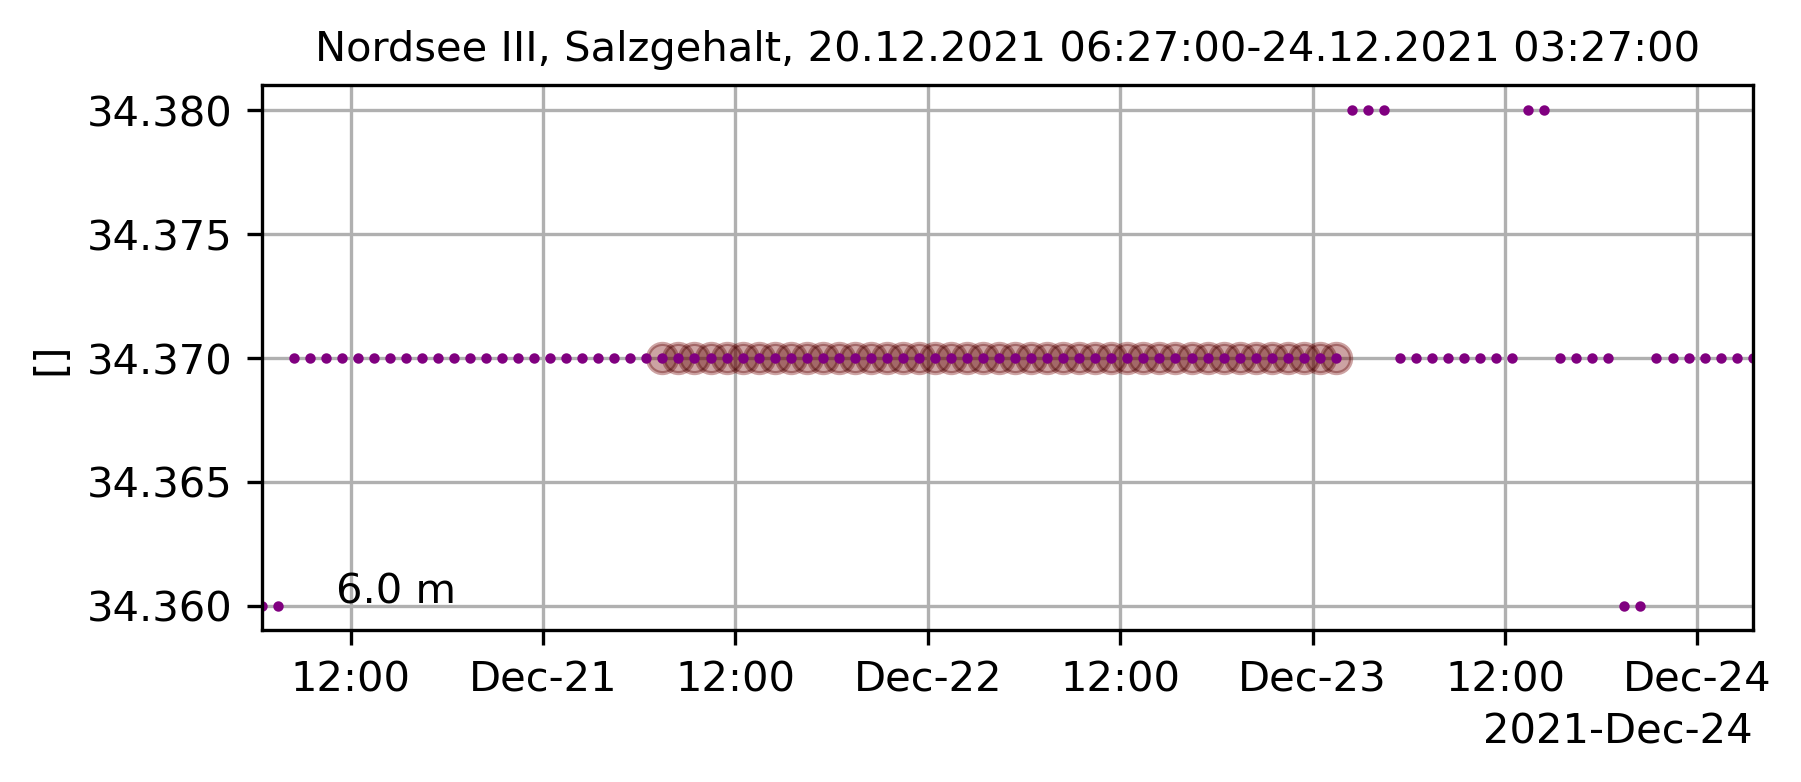 Nordsee III, Salzgehalt, 20.12.2021 06:27:00-24.12.2021 03:27:00
34.380
34.375
34.370
34.365
34.360
[]
6.0 m
12:00 Dec-21 12:00 Dec-22 12:00 Dec-23 12:00 Dec-24
2021-Dec-24